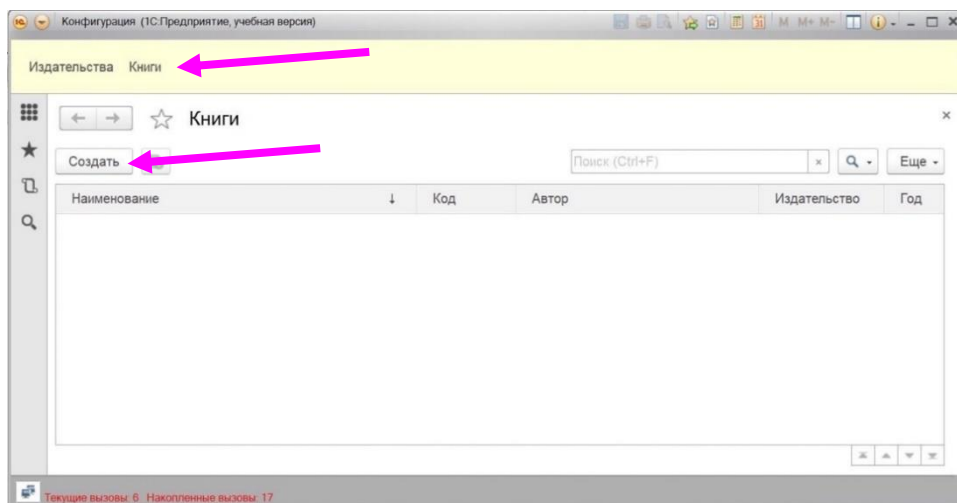 Конфигурация (1С:Предприятие, учебная версия)
M M+ M-
Издательства Книги
Книги
Создать
Поиск (Ctrl+F)
×
Еще
Наименование ↓ Код Автор Издательство Год
Текущие вызовы: 6 Накопленные вызовы: 17